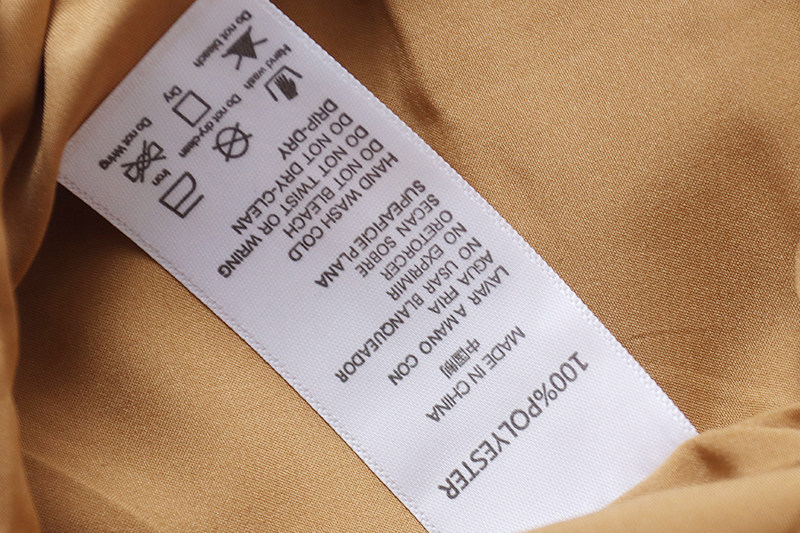 100%POLYESTER
MADE IN CHINA
中国制
LAVAR A MANO CON
AGUA FRIA
NO USAR BLANQUEADOR
NO EXPRIMIR
ORETORCER
SECAN SOBRE
SUPEAFICIE PLANA
HAND WASH COLD
DO NOT BLEACH
DO NOT TWIST OR WRING
DO NOT DRY-CLEAN
DRIP-DRY
Hand wash Do not dry-clean Iron
Do not bleach Dry Do not Wring